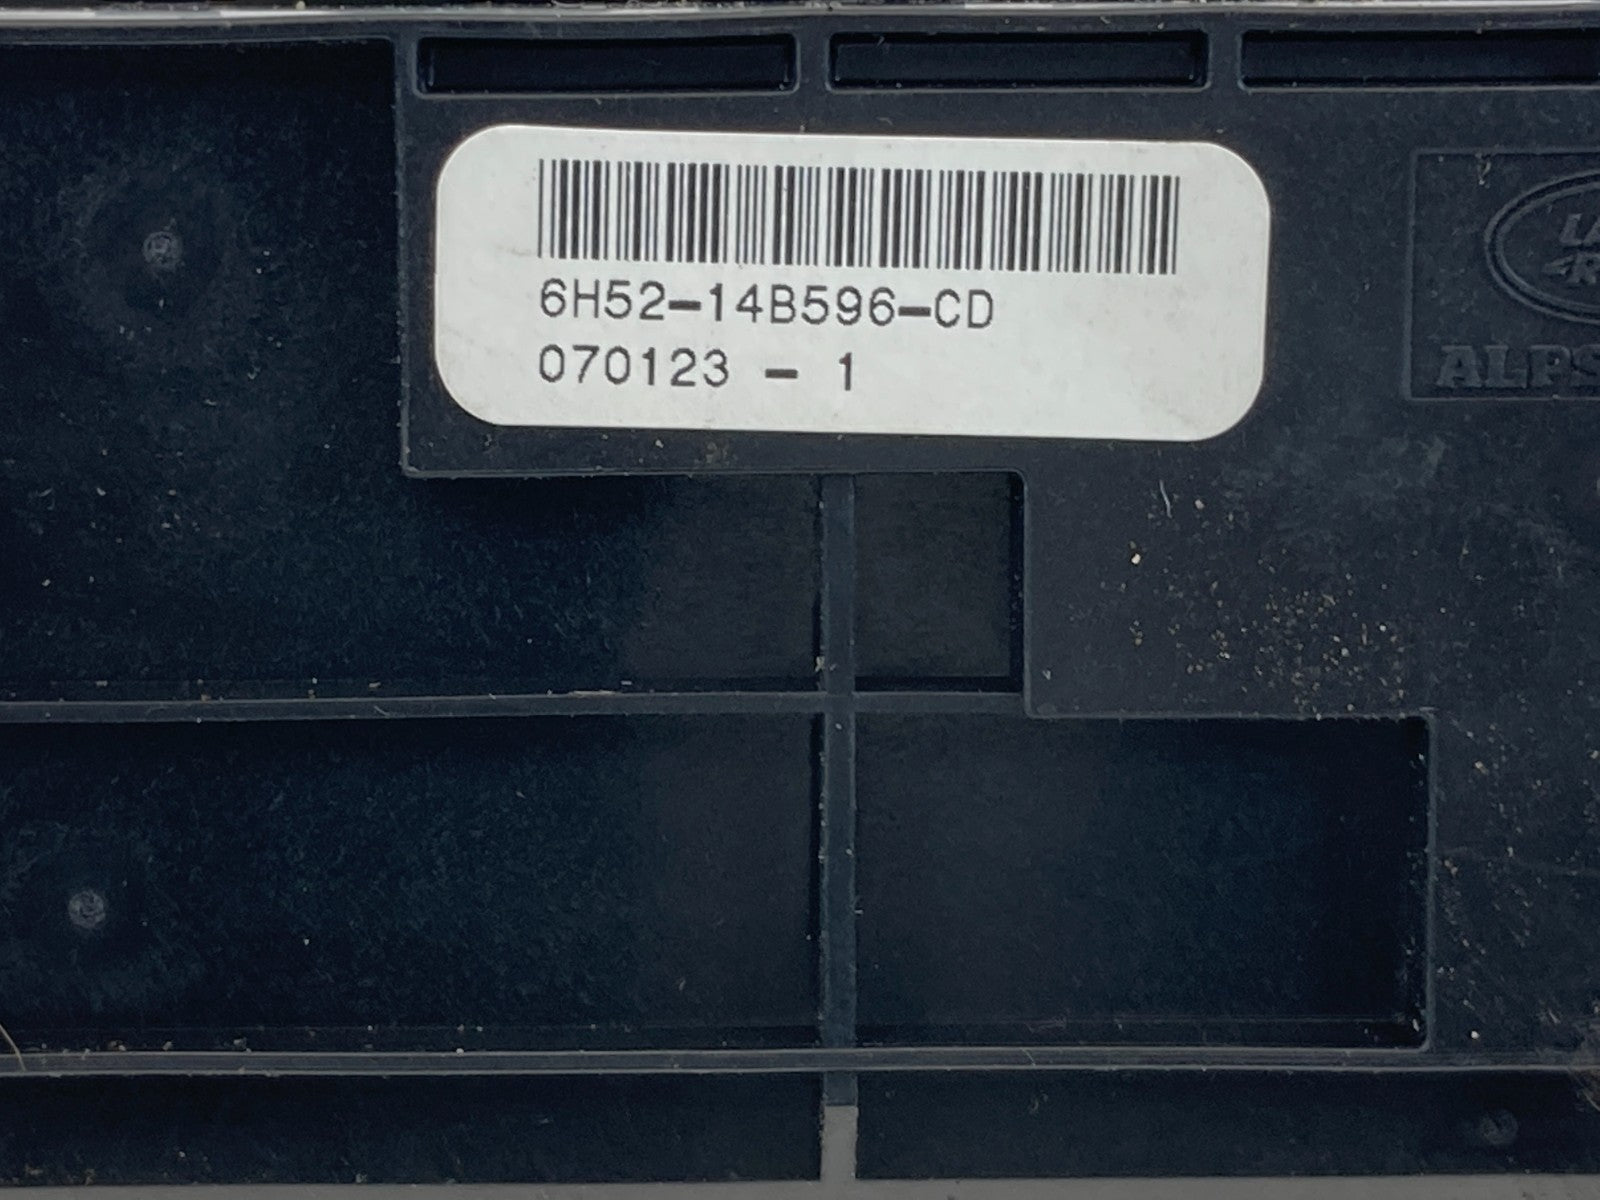 6H52-14B596-CD
070123 - 1
ALPS